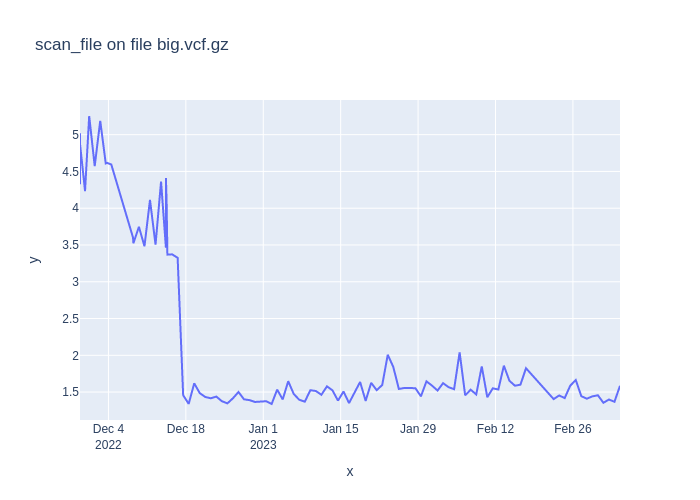 scan_file on file big.vcf.gz
5
4.5
4
3.5
3
2.5
2
1.5
y
Dec 4
2022
Dec 18
Jan 1
2023
Jan 15
Jan 29
Feb 12
Feb 26
x